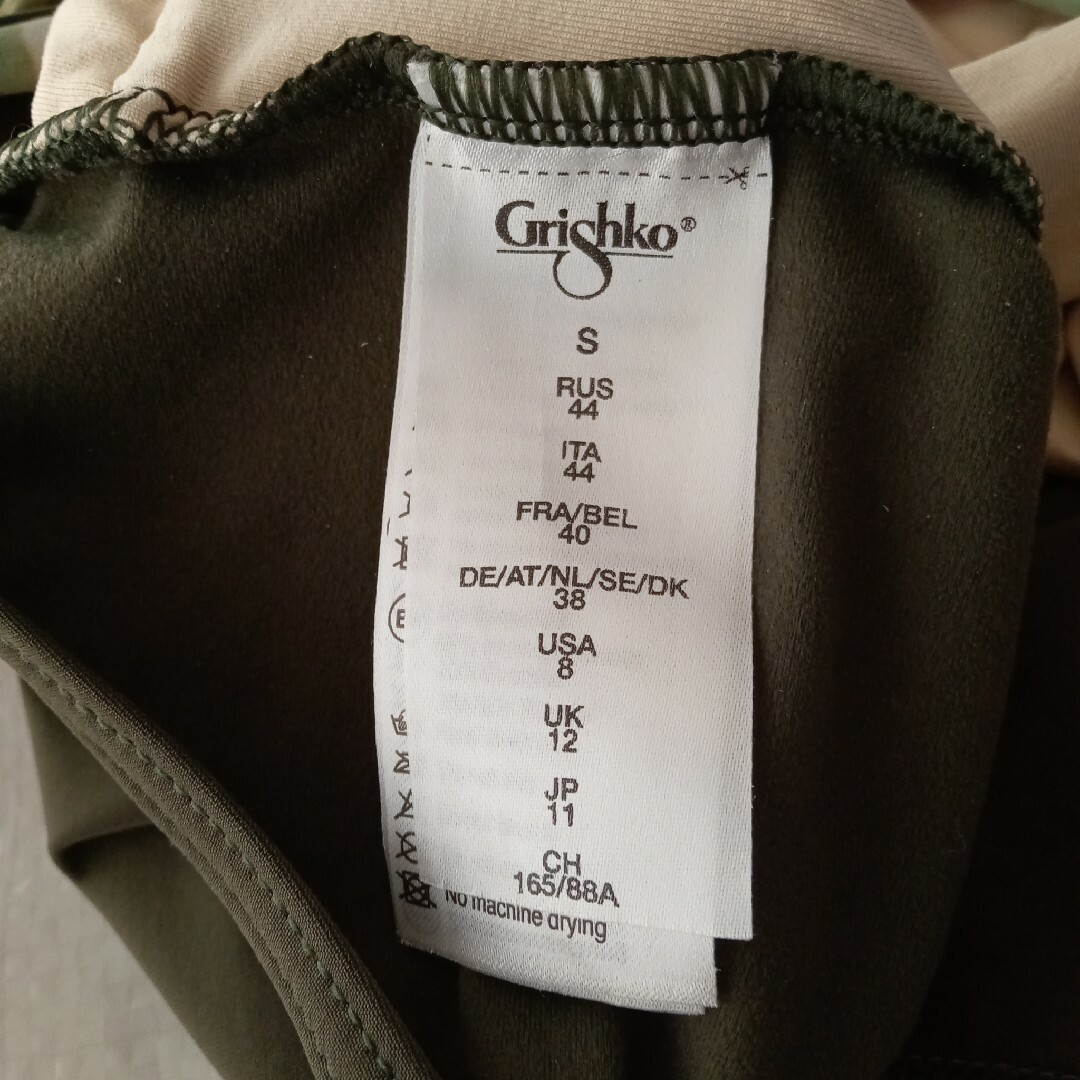 Grishko®
S
RUS
44
ITA
44
FRA/BEL
40
DE/AT/NL/SE/DK
38
USA
8
UK
12
JP
11
CH
165/88A
No machine drying